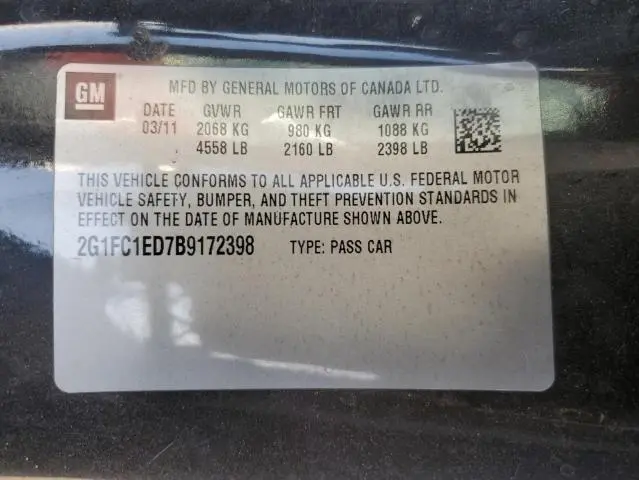 GM
MFD BY GENERAL MOTORS OF CANADA LTD.
DATE GVWR GAWR FRT GAWR RR
03/11 2068 KG 980 KG 1088 KG
4558 LB 2160 LB 2398 LB
THIS VEHICLE CONFORMS TO ALL APPLICABLE U.S. FEDERAL MOTOR
VEHICLE SAFETY, BUMPER, AND THEFT PREVENTION STANDARDS IN
EFFECT ON THE DATE OF MANUFACTURE SHOWN ABOVE.
2G1FC1ED7B9172398 TYPE: PASS CAR